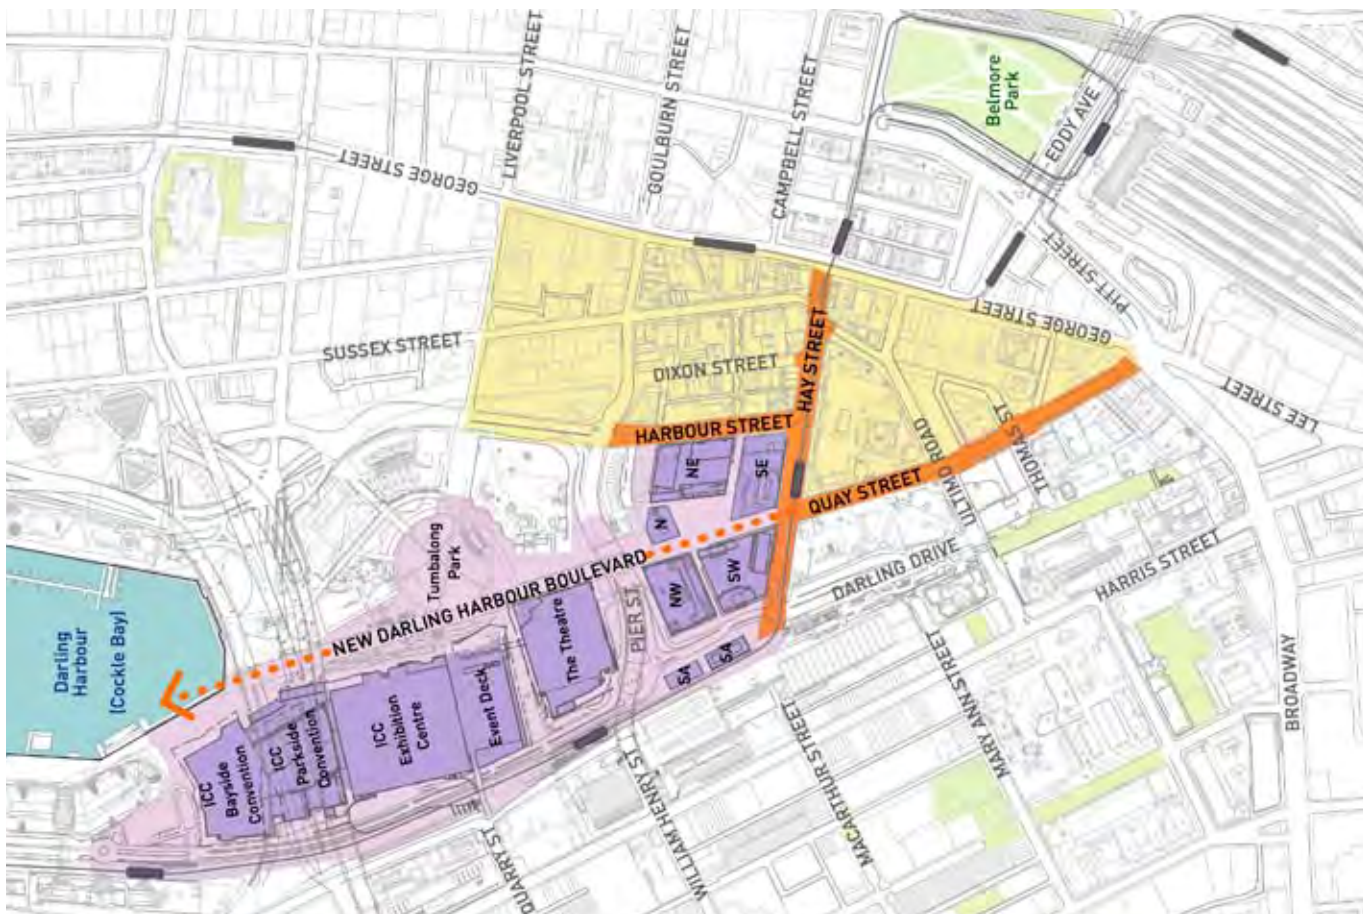 LIVERPOOL STREET
GOULBURN STREET
CAMPBELL STREET
Belmore
Park
EDDY AVE
GEORGE STREET
PITT STREET
GEORGE STREET
LEE STREET
SUSSEX STREET
DIXON STREET
HAY STREET
HARBOUR STREET
THOMAS ST
ULTIMO ROAD
QUAY STREET
NE
SE
N
NW
SW
SA
SA
Tumbalong
Park
NEW DARLING HARBOUR BOULEVARD
PIER ST
DARLING DRIVE
HARRIS STREET
BROADWAY
Darling
Harbour
(Cockle Bay)
The Theatre
Event Deck
ICC
Exhibition
Centre
ICC
Parkside
Convention
ICC
Bayside
Convention
QUARRY ST
WILLIAM HENRY ST
MACARTHUR STREET
MARY ANN STREET